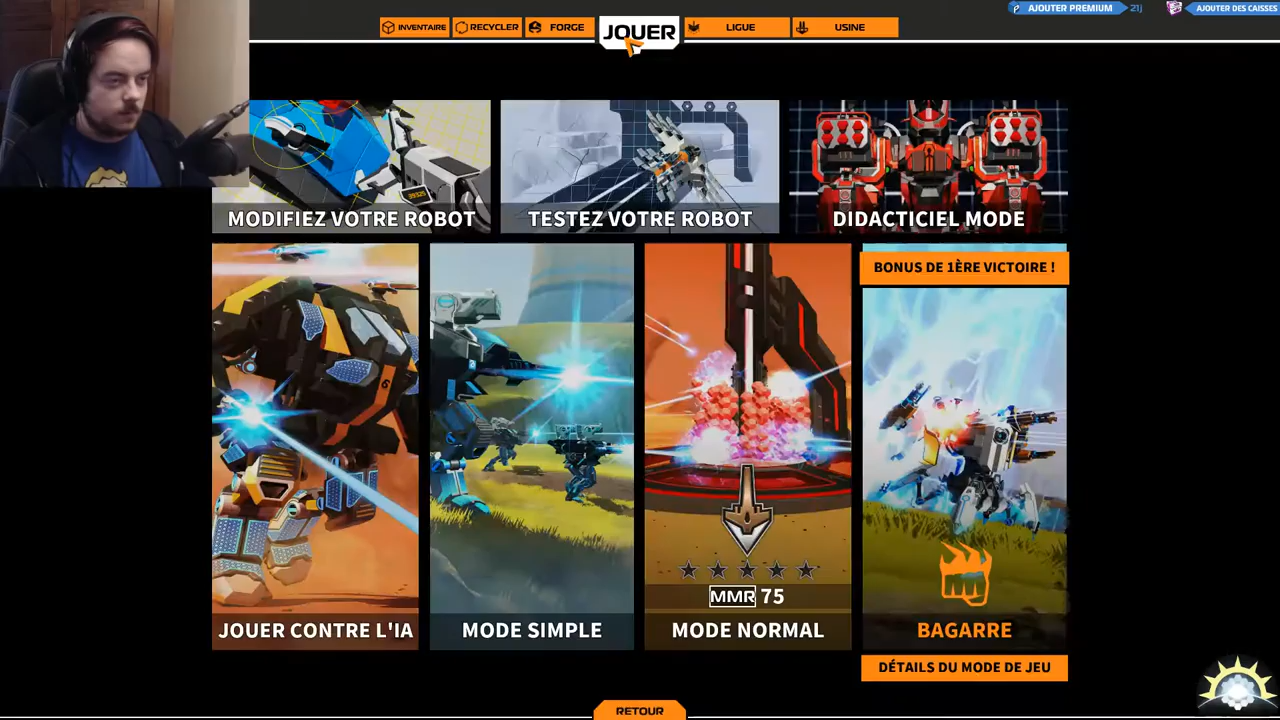 AJOUTER PREMIUM 21j AJOUTER DES CAISSES
INVENTAIRE RECYCLER FORGE JOUER LIGUE USINE
MODIFIEZ VOTRE ROBOT TESTEZ VOTRE ROBOT DIDACTICIEL MODE
BONUS DE 1ÈRE VICTOIRE !
6
MMR 75
JOUER CONTRE L'IA MODE SIMPLE MODE NORMAL BAGARRE
DÉTAILS DU MODE DE JEU
RETOUR